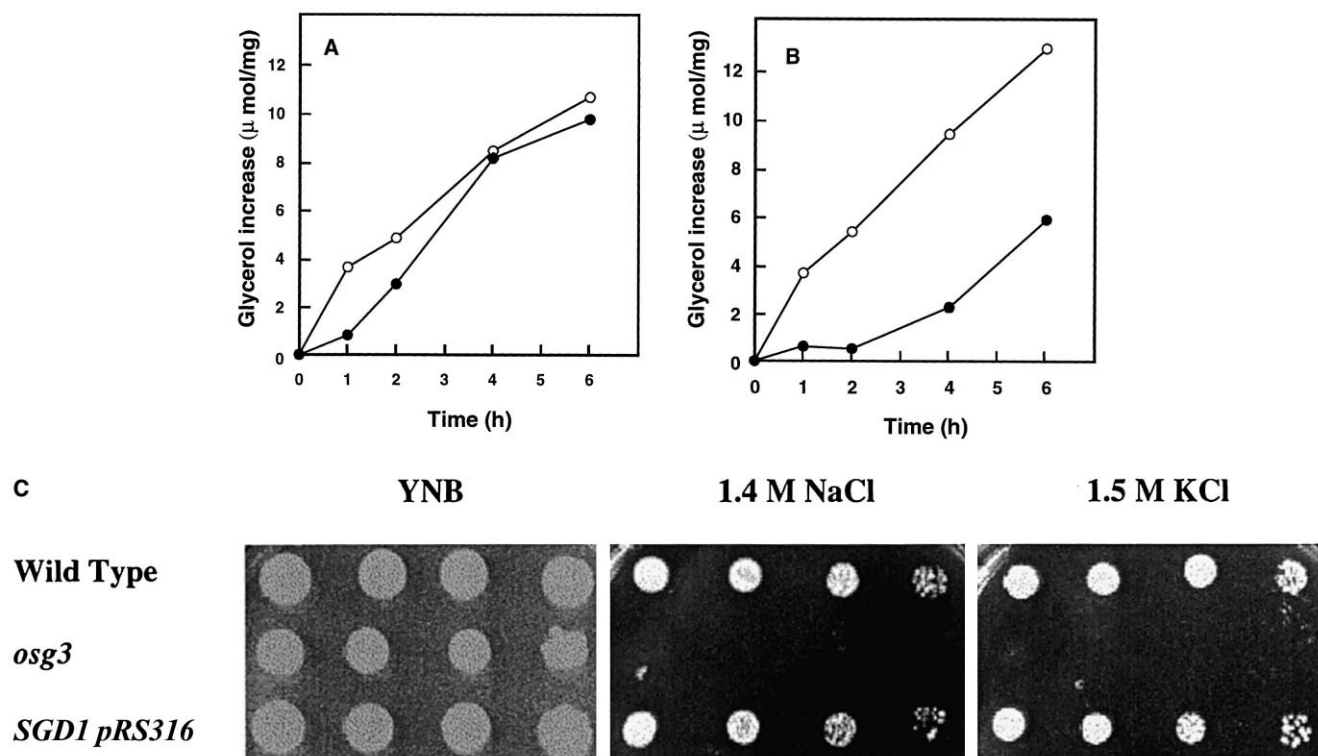 A
Glycerol increase (μ mol/mg)
12
10
8
6
4
2
0
0 1 2 3 4 5 6
Time (h)
B
Glycerol increase (μ mol/mg)
12
10
8
6
4
2
0
0 1 2 3 4 5 6
Time (h)
C
YNB 1.4 M NaCl 1.5 M KCl
Wild Type
osg3
SGD1 pRS316